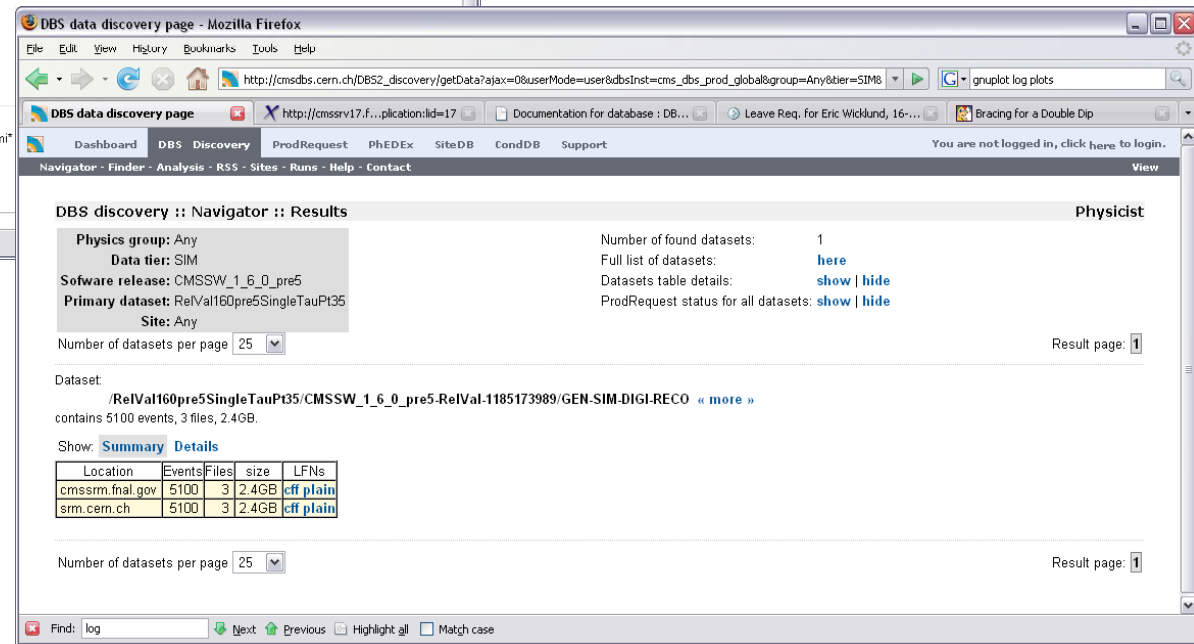 DBS data discovery page - Mozilla Firefox
File Edit View History Bookmarks Tools Help
http://cmsdbs.cern.ch/DBS2_discovery/getData?ajax=0&userMode=user&dbsInst=cms_dbs_prod_global&group=Any&tier=SIM& G gnuplot log plots
DBS data discovery page http://cmssrv17.f...plication:lid=17 Documentation for database : DB... Leave Req. for Eric Wicklund, 16-... Bracing for a Double Dip
mi*
Dashboard DBS Discovery ProdRequest PhEDEx SiteDB CondDB Support You are not logged in, click here to login.
Navigator - Finder - Analysis - RSS - Sites - Runs - Help - Contact View
DBS discovery :: Navigator :: Results Physicist
Physics group: Any Number of found datasets: 1
Data tier: SIM Full list of datasets: here
Sofware release: CMSSW_1_6_0_pre5 Datasets table details: show | hide
Primary dataset: RelVal160pre5SingleTauPt35 ProdRequest status for all datasets: show | hide
Site: Any
Number of datasets per page 25 Result page: 1
Dataset:
/RelVal160pre5SingleTauPt35/CMSSW_1_6_0_pre5-RelVal-1185173989/GEN-SIM-DIGI-RECO « more »
contains 5100 events, 3 files, 2.4GB.
Show: Summary Details
Location Events Files size LFNs
cmssrm.fnal.gov 5100 3 2.4GB cff plain
srm.cern.ch 5100 3 2.4GB cff plain
Number of datasets per page 25 Result page: 1
Find: log Next Previous Highlight all Match case